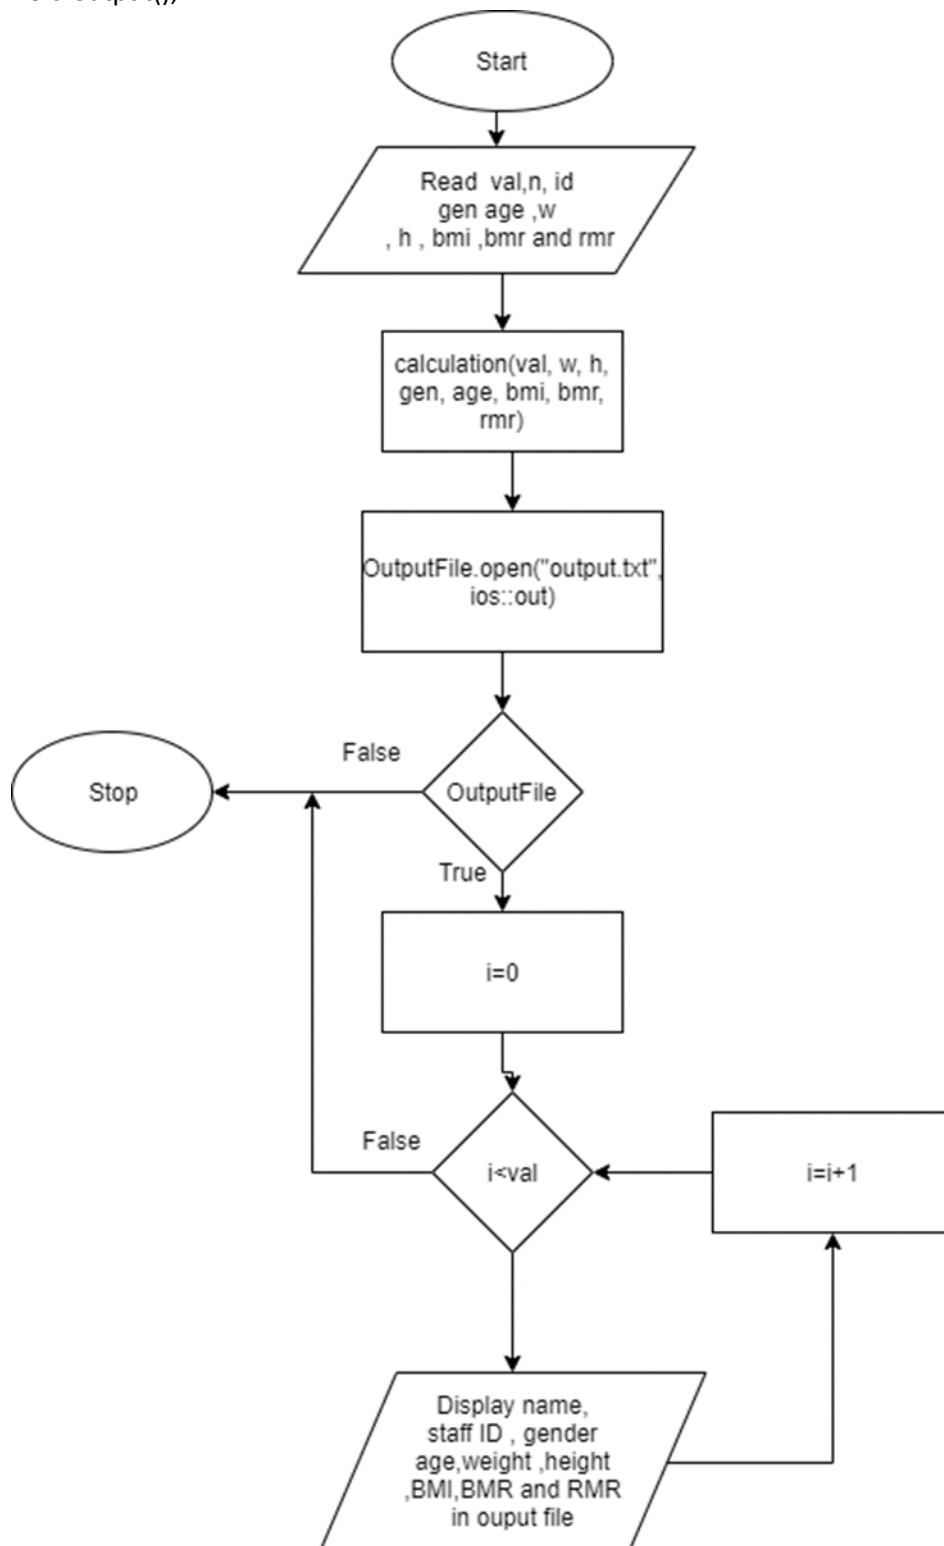 Start
Read val,n, id
gen age ,w
, h , bmi ,bmr and rmr
calculation(val, w, h,
gen, age, bmi, bmr,
rmr)
OutputFile.open("output.txt",
ios::out)
False
Stop
OutputFile
True
i=0
False
i<val
i=i+1
Display name,
staff ID , gender
age,weight ,height
,BMI,BMR and RMR
in ouput file